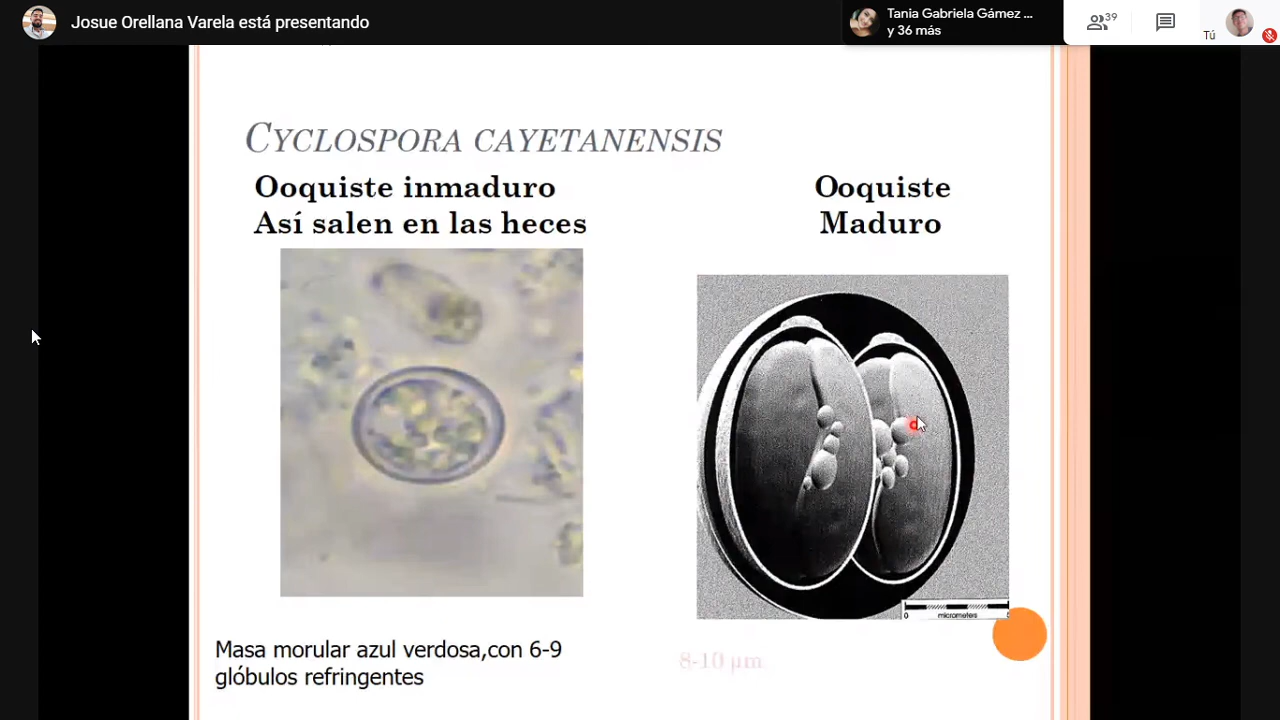 Josue Orellana Varela está presentando
Tania Gabriela Gámez ...
y 36 más
39
Tú
CYCLOSPORA CAYETANENSIS
Ooquiste inmaduro
Así salen en las heces
Ooquiste
Maduro
0
micrometers
Masa morular azul verdosa,con 6-9
glóbulos refringentes
8-10 µm